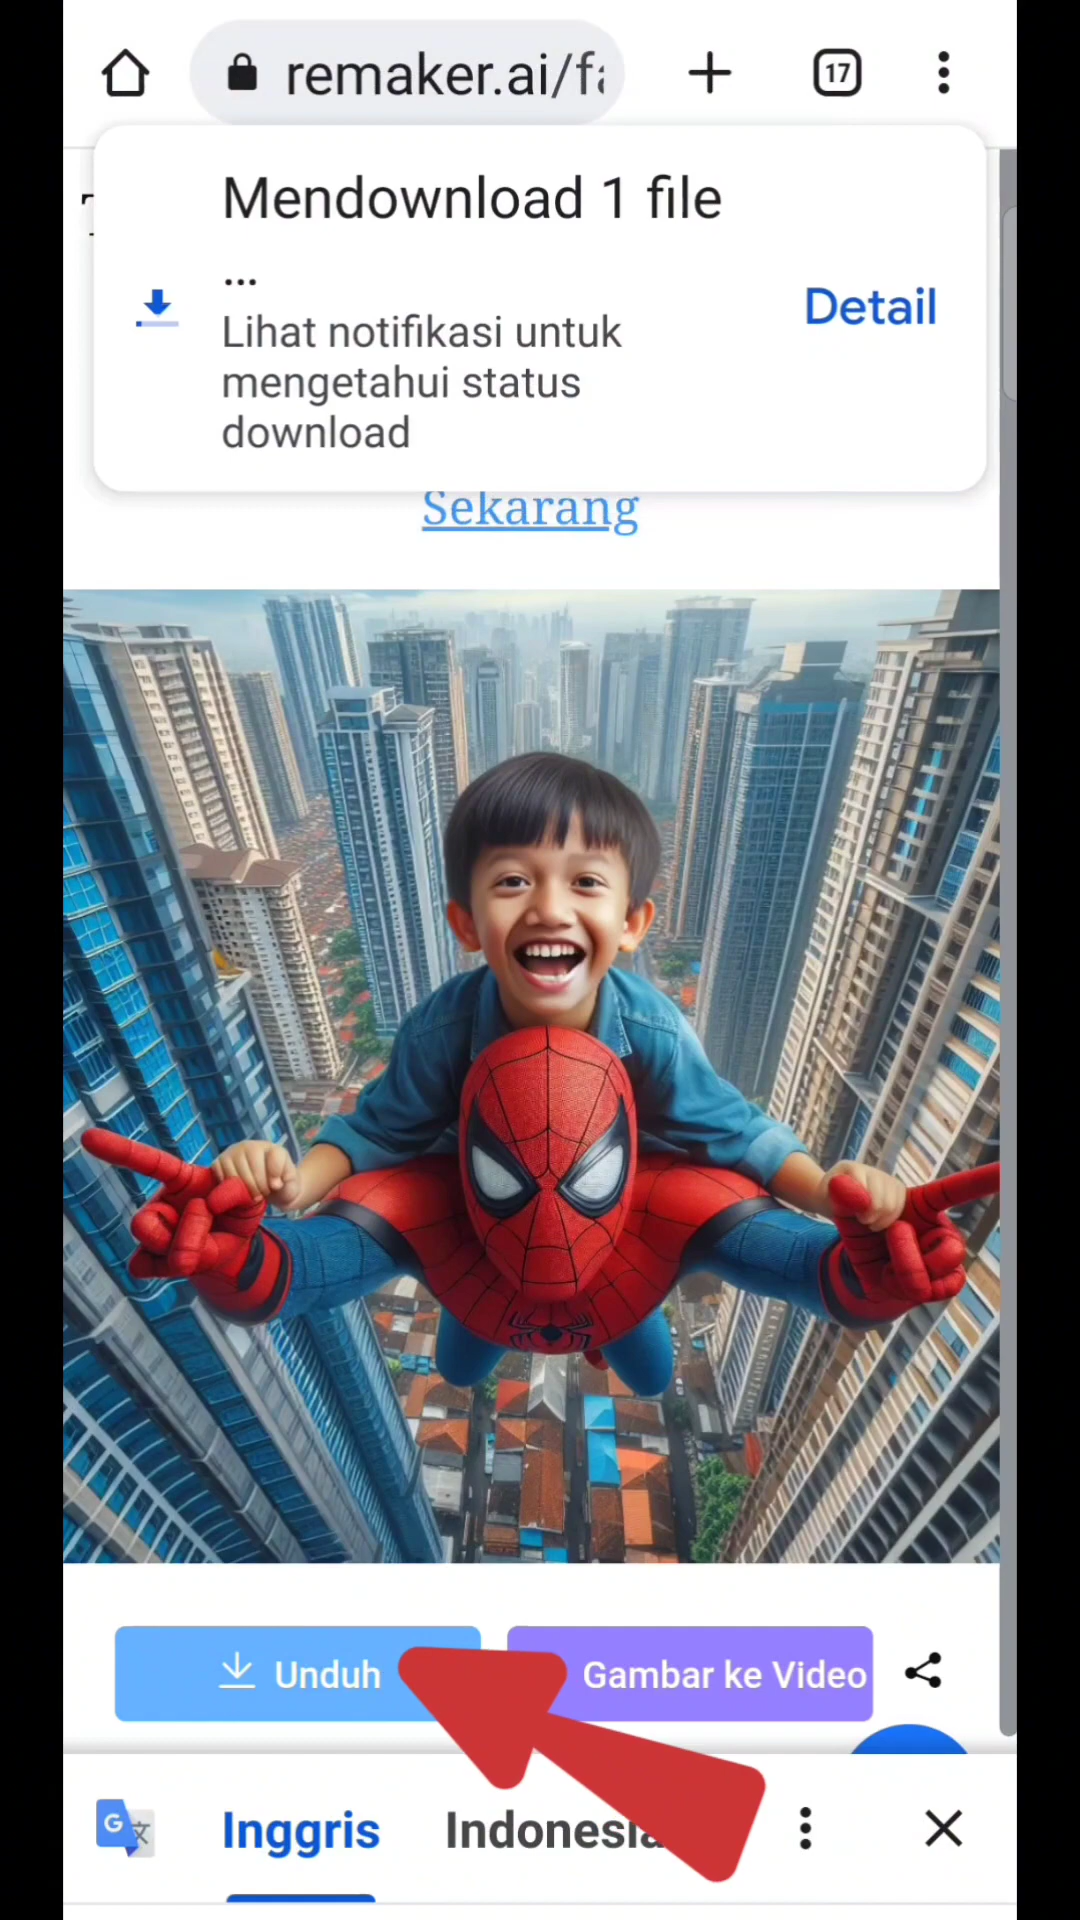 remaker.ai/fa
17
Mendownload 1 file
...
Lihat notifikasi untuk
mengetahui status
download
Detail
Sekarang
Unduh
Gambar ke Video
Inggris
Indonesia